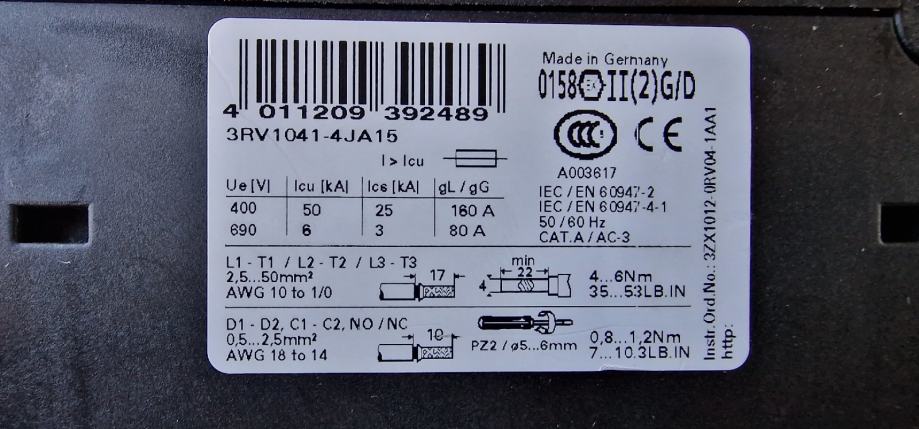 4 011209 392489
3RV1041-4JA15
I > Icu
Ue [V] Icu [kA] Ics [kA] gL / gG
400 50 25 160 A
690 6 3 80 A
Made in Germany
0158 Ex II(2)G/D
CCC CE
A003617
IEC / EN 60947-2
IEC / EN 60947-4-1
50 / 60 Hz
CAT.A / AC-3
L1 - T1 / L2 - T2 / L3 - T3
2,5...50mm²
AWG 10 to 1/0
17
min
22
4
4...6Nm
35...53LB.IN
D1 - D2, C1 - C2, NO / NC
0,5...2,5mm²
AWG 18 to 14
10
PZ2 / ø5...6mm
0,8...1,2Nm
7...10.3LB.IN
Instr.Ord.No.: 3ZX1012-0RV04-1AA1
http: